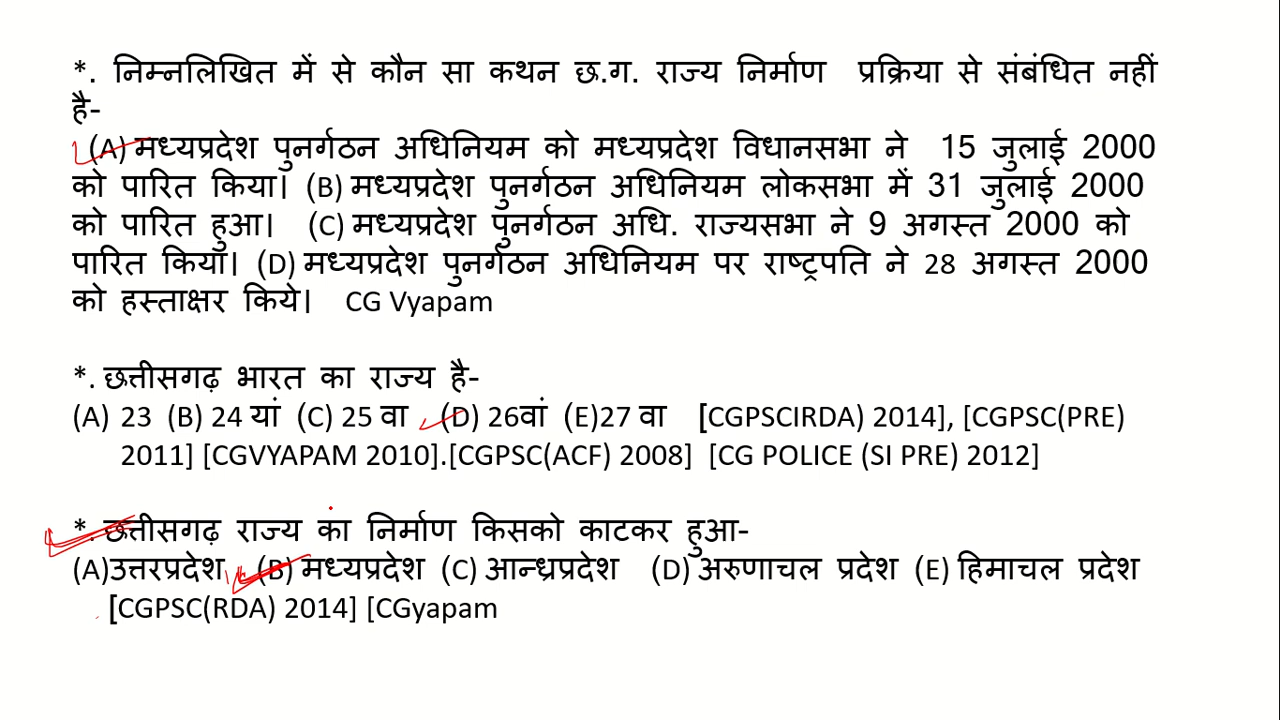 *. निम्नलिखित में से कौन सा कथन छ.ग. राज्य निर्माण प्रक्रिया से संबंधित नहीं
है-
(A) मध्यप्रदेश पुनर्गठन अधिनियम को मध्यप्रदेश विधानसभा ने 15 जुलाई 2000
को पारित किया। (B) मध्यप्रदेश पुनर्गठन अधिनियम लोकसभा में 31 जुलाई 2000
को पारित हुआ। (C) मध्यप्रदेश पुनर्गठन अधि. राज्यसभा ने 9 अगस्त 2000 को
पारित किया। (D) मध्यप्रदेश पुनर्गठन अधिनियम पर राष्ट्रपति ने 28 अगस्त 2000
को हस्ताक्षर किये। CG Vyapam
*. छत्तीसगढ़ भारत का राज्य है-
(A) 23 (B) 24 यां (C) 25 वा (D) 26वां (E)27 वा [CGPSCIRDA) 2014], [CGPSC(PRE)
2011] [CGVYAPAM 2010].[CGPSC(ACF) 2008] [CG POLICE (SI PRE) 2012]
*. छत्तीसगढ़ राज्य का निर्माण किसको काटकर हुआ-
(A)उत्तरप्रदेश (B) मध्यप्रदेश (C) आन्ध्रप्रदेश (D) अरुणाचल प्रदेश (E) हिमाचल प्रदेश
[CGPSC(RDA) 2014] [CGyapam